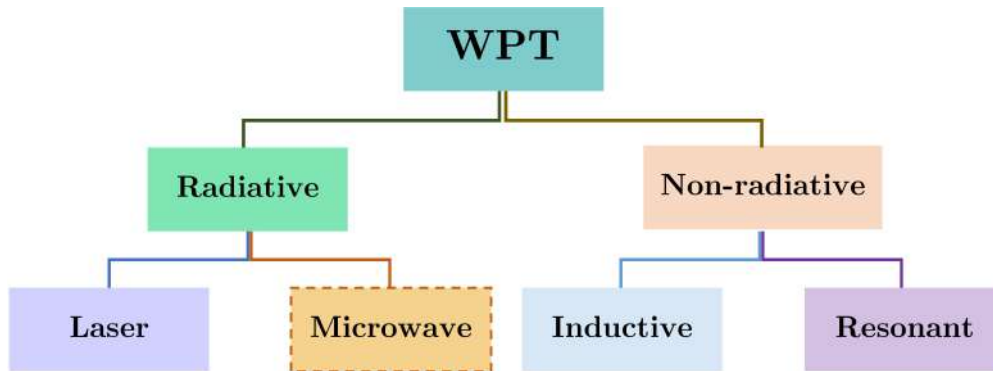 WPT
Radiative
Non-radiative
Laser
Microwave
Inductive
Resonant